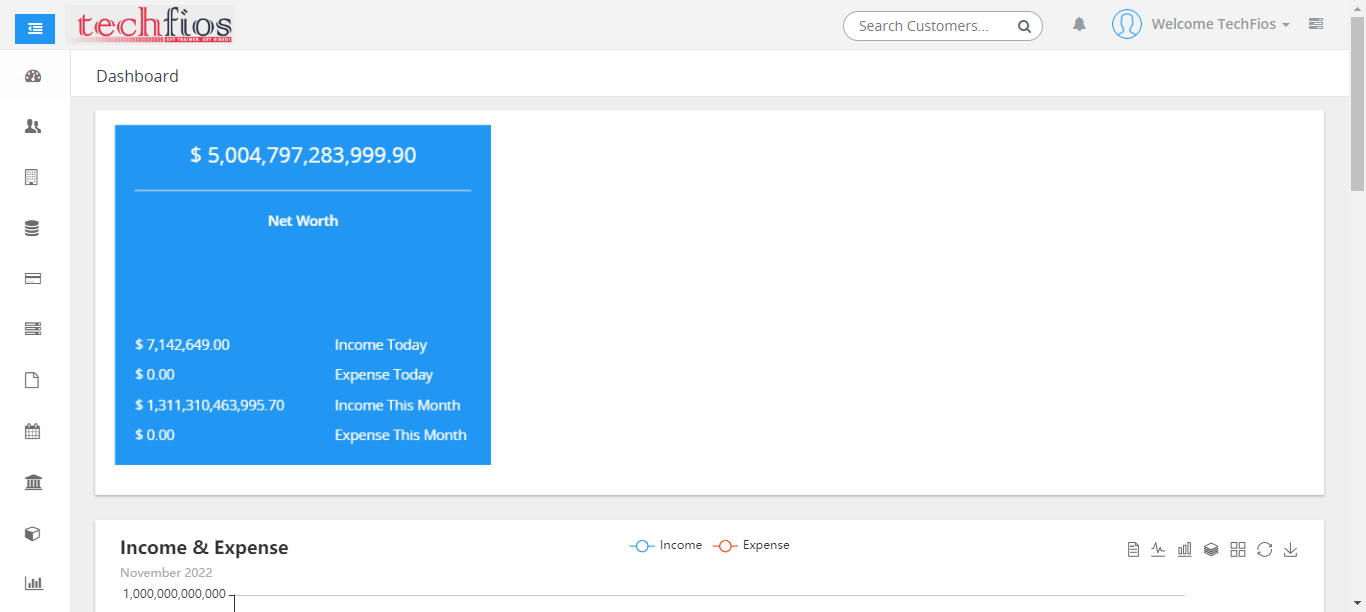 techfios
GET TRAINED. GET HIRED!
Search Customers...
Welcome TechFios
Dashboard
$ 5,004,797,283,999.90
Net Worth
$ 7,142,649.00 Income Today
$ 0.00 Expense Today
$ 1,311,310,463,995.70 Income This Month
$ 0.00 Expense This Month
Income & Expense
Income Expense
November 2022
1,000,000,000,000